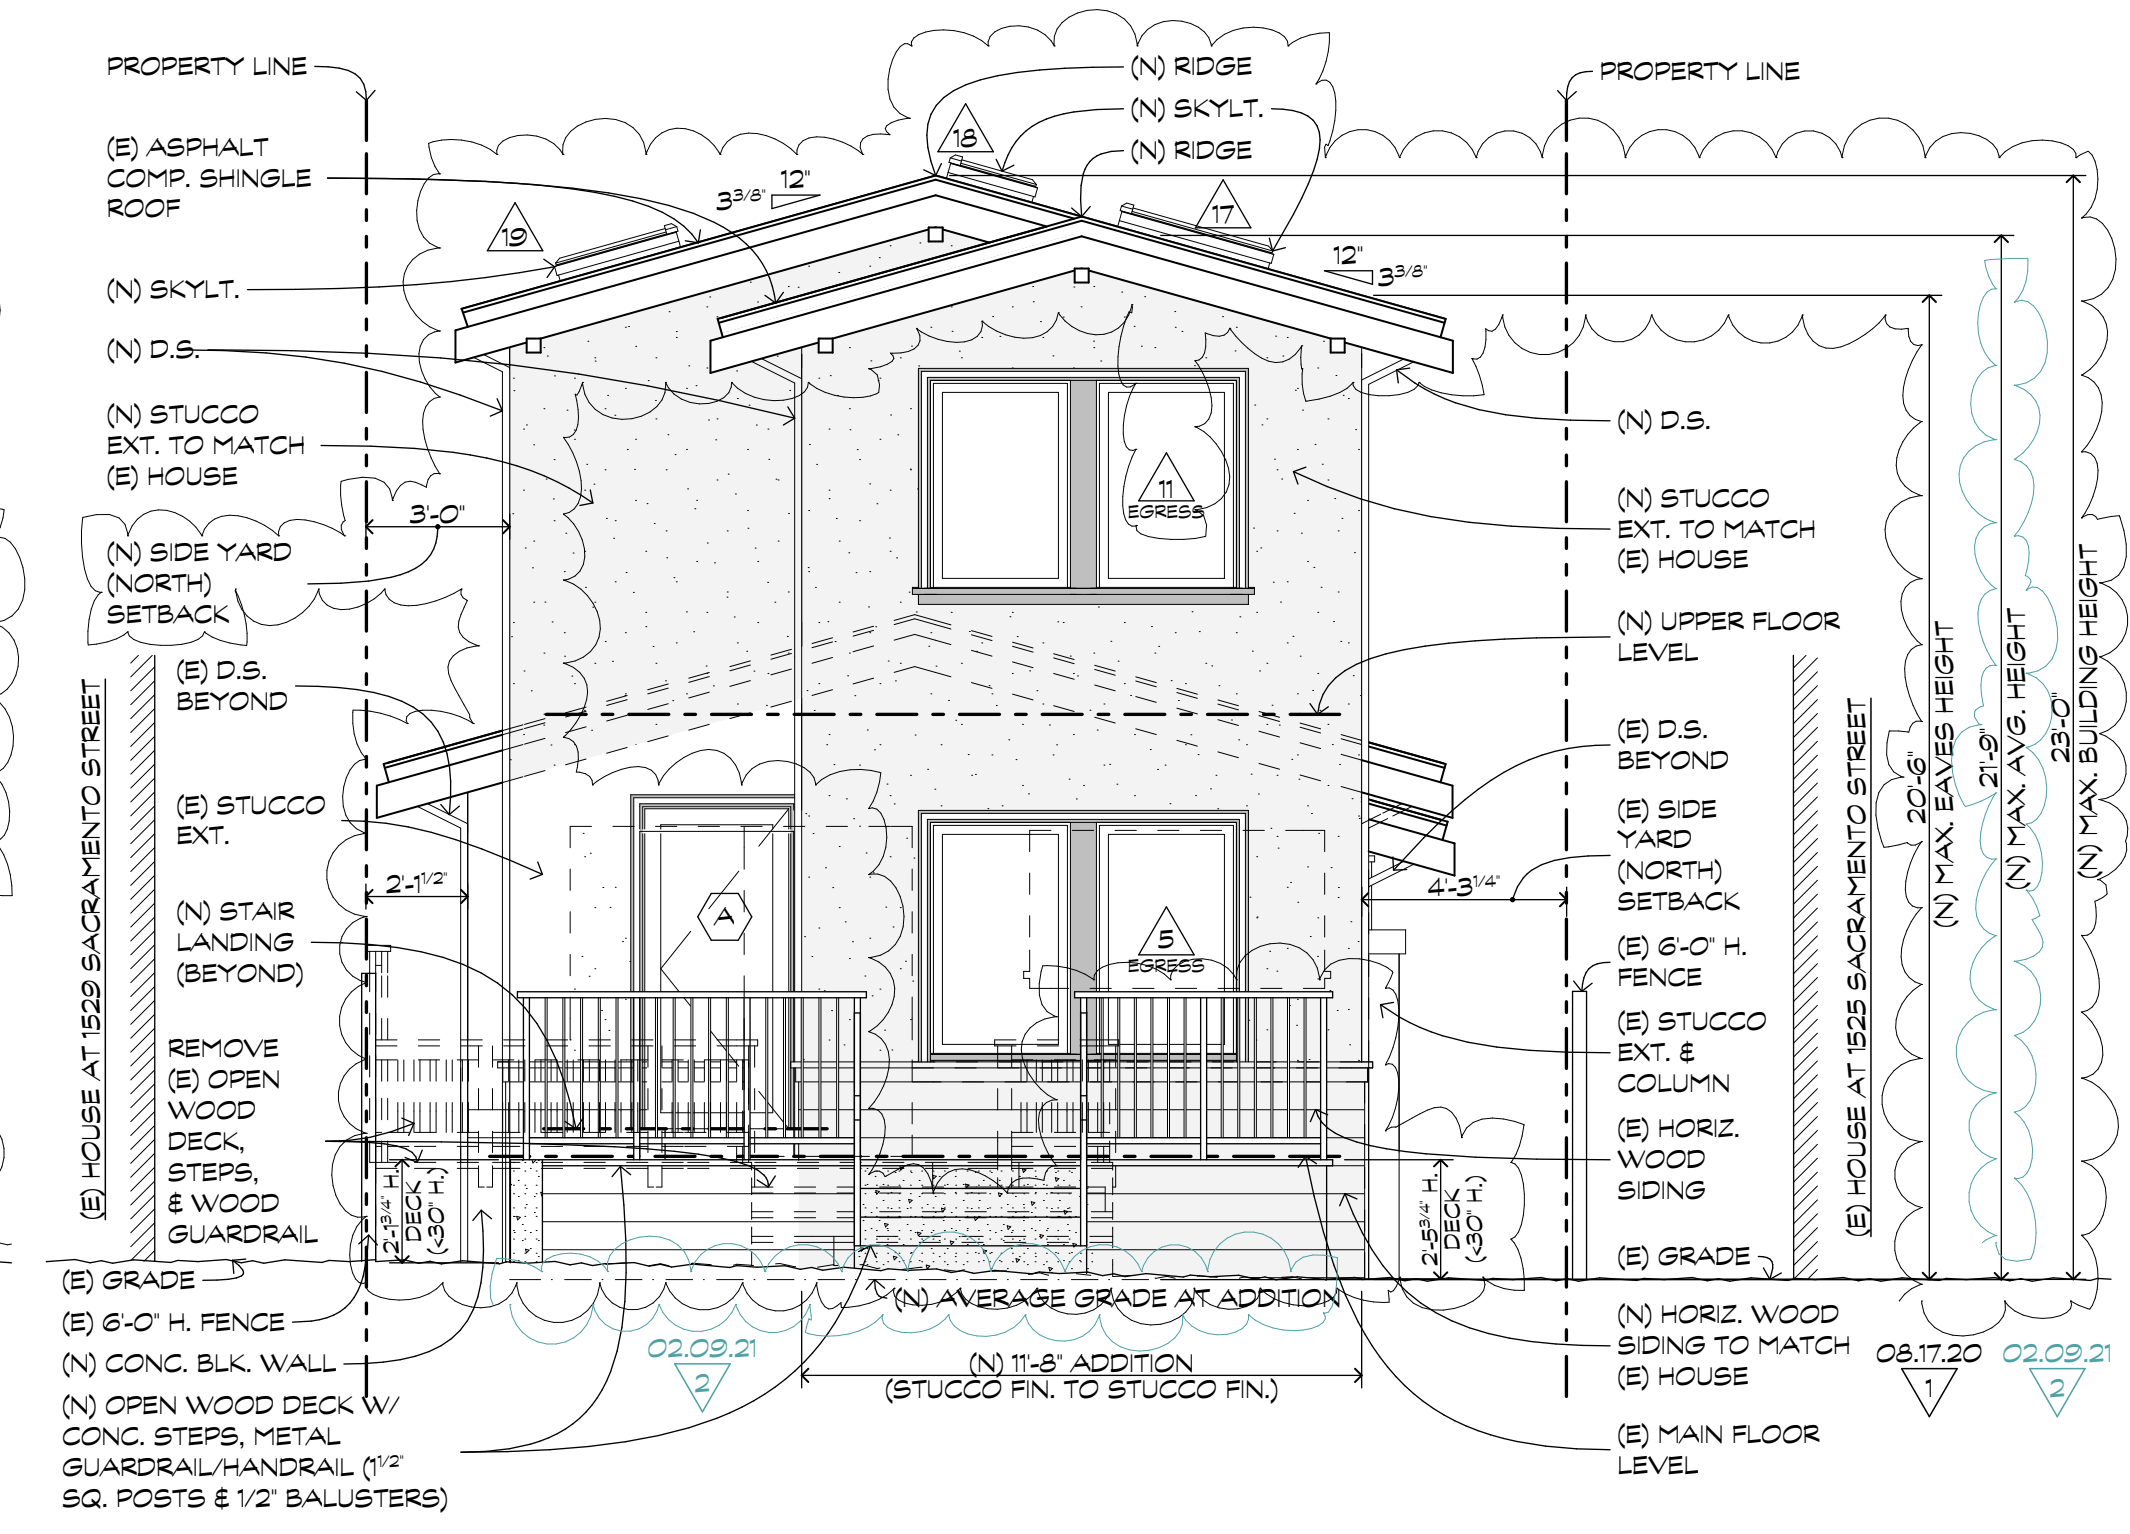 PROPERTY LINE
(E) ASPHALT
COMP. SHINGLE
ROOF
(N) SKYLT.
(N) D.S.
(N) STUCCO
EXT. TO MATCH
(E) HOUSE
3'-0"
(N) SIDE YARD
(NORTH)
SETBACK
(E) D.S.
BEYOND
(E) STUCCO
EXT.
2'-1 1/2"
(N) STAIR
LANDING
(BEYOND)
REMOVE
(E) OPEN
WOOD
DECK,
STEPS,
& WOOD
GUARDRAIL
(E) HOUSE AT 1529 SACRAMENTO STREET
2'-1 3/4" H.
DECK
(<30" H.)
(E) GRADE
(E) 6'-0" H. FENCE
(N) CONC. BLK. WALL
(N) OPEN WOOD DECK W/
CONC. STEPS, METAL
GUARDRAIL/HANDRAIL (1 1/2"
SQ. POSTS & 1/2" BALUSTERS)
(N) RIDGE
(N) SKYLT.
(N) RIDGE
18
12"
3 3/8"
19
17
12"
3 3/8"
11
EGRESS
A
5
EGRESS
(N) AVERAGE GRADE AT ADDITION
02.09.21
2
(N) 11'-8" ADDITION
(STUCCO FIN. TO STUCCO FIN.)
PROPERTY LINE
(N) D.S.
(N) STUCCO
EXT. TO MATCH
(E) HOUSE
(N) UPPER FLOOR
LEVEL
(E) D.S.
BEYOND
(E) SIDE
YARD
(NORTH)
SETBACK
4'-3 1/4"
(E) 6'-0" H.
FENCE
(E) STUCCO
EXT. &
COLUMN
(E) HORIZ.
WOOD
SIDING
2'-5 3/4" H.
DECK
(<30" H.)
(E) GRADE
(N) HORIZ. WOOD
SIDING TO MATCH
(E) HOUSE
(E) MAIN FLOOR
LEVEL
(E) HOUSE AT 1525 SACRAMENTO STREET
20'-6"
(N) MAX. EAVES HEIGHT
21'-9"
(N) MAX. AVG. HEIGHT
23'-0"
(N) MAX. BUILDING HEIGHT
08.17.20
1
02.09.21
2